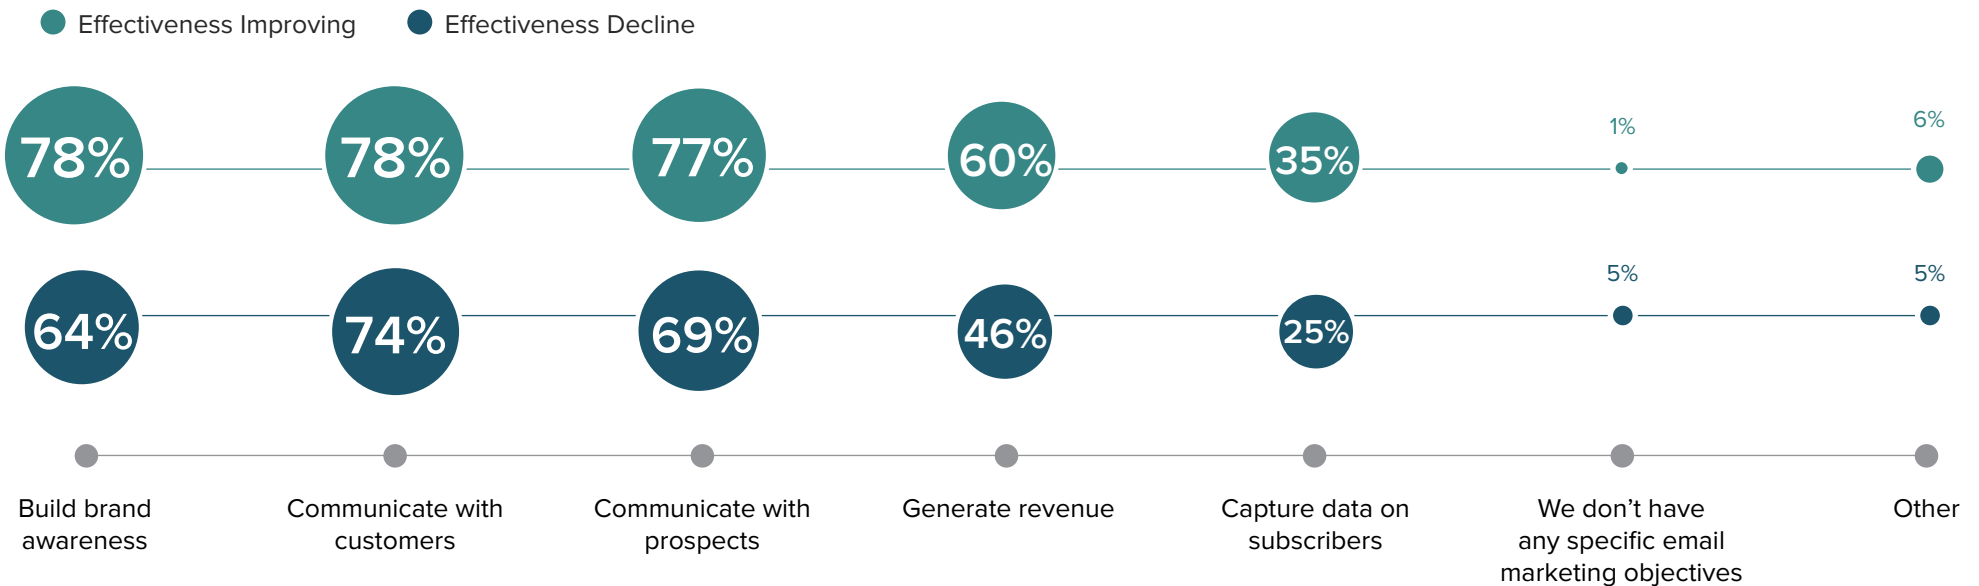 Effectiveness Improving Effectiveness Decline
78% 78% 77% 60% 35% 1% 6%
64% 74% 69% 46% 25% 5% 5%
Build brand
awareness
Communicate with
customers
Communicate with
prospects
Generate revenue
Capture data on
subscribers
We don’t have
any specific email
marketing objectives
Other